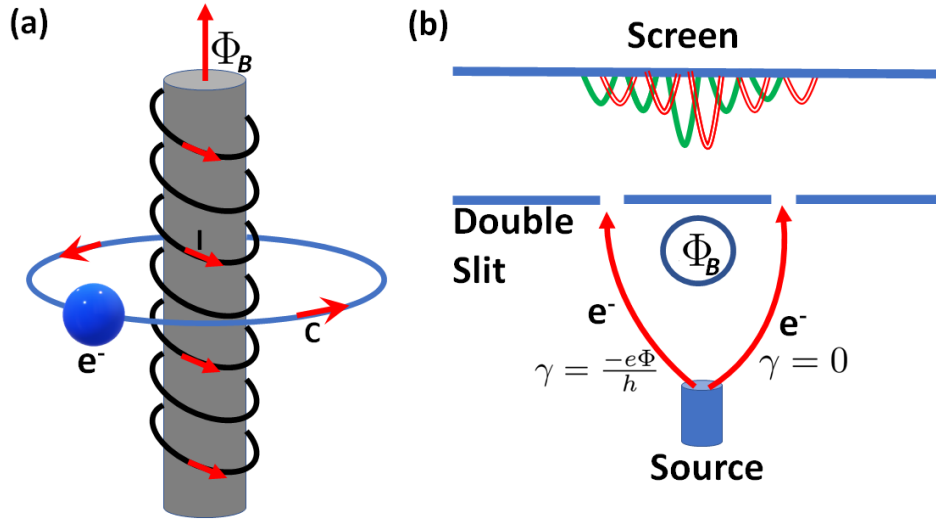 (a)
Φ_B
I
C
e⁻
(b)
Screen
Double
Slit
Φ_B
e⁻
e⁻
γ = −eΦ/h
γ = 0
Source